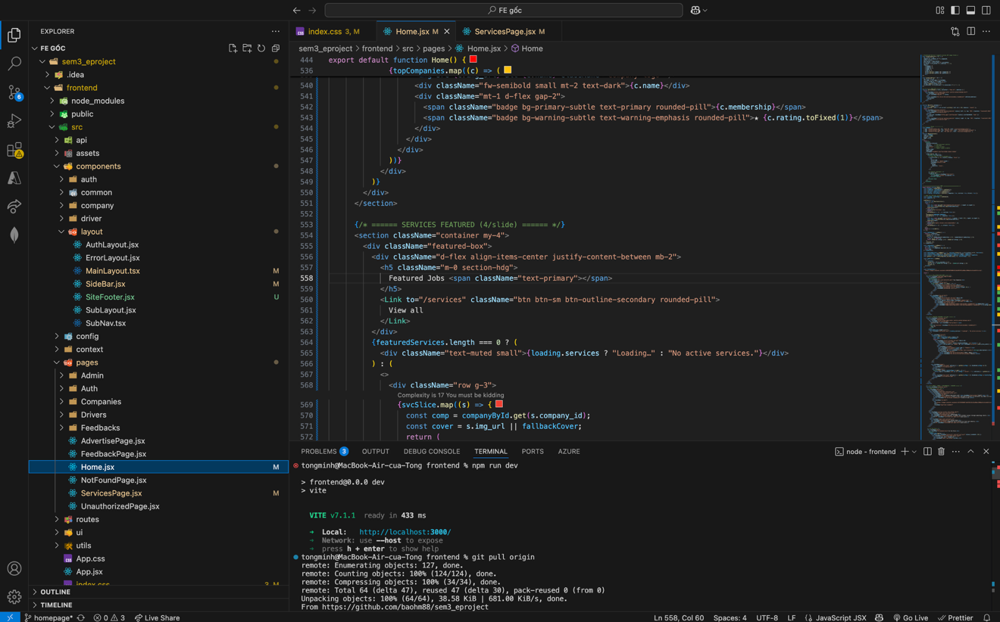 FE gốc
EXPLORER
FE GỐC
sem3_eproject
.idea
frontend
node_modules
public
src
api
assets
components
auth
common
company
driver
layout
AuthLayout.jsx
ErrorLayout.jsx
MainLayout.tsx M
SideBar.jsx M
SiteFooter.jsx U
SubLayout.jsx
SubNav.tsx
config
context
pages
Admin
Auth
Companies
Drivers
Feedbacks
AdvertisePage.jsx
FeedbackPage.jsx
Home.jsx M
NotFoundPage.jsx
ServicesPage.jsx M
UnauthorizedPage.jsx
routes
ui
utils
App.css
App.jsx
index.css 3, M
OUTLINE
TIMELINE
6
index.css 3, M
Home.jsx M
ServicesPage.jsx M
sem3_eproject > frontend > src > pages > Home.jsx > Home
444 export default function Home() {
536 {topCompanies.map((c) => (
540 <div className="fw-semibold small mt-2 text-dark">{c.name}</div>
541 <div className="mt-1 d-flex gap-2">
542 <span className="badge bg-primary-subtle text-primary rounded-pill">{c.membership}</span>
543 <span className="badge bg-warning-subtle text-warning-emphasis rounded-pill">★ {c.rating.toFixed(1)}</span>
544 </div>
545 </div>
546 </div>
547 ))}
548 </div>
549 )}
550 </div>
551 </section>
552
553 {/* ====== SERVICES FEATURED (4/slide) ====== */}
554 <section className="container my-4">
555 <div className="featured-box">
556 <div className="d-flex align-items-center justify-content-between mb-2">
557 <h5 className="m-0 section-hdg">
558 Featured Jobs <span className="text-primary"></span>
559 </h5>
560 <Link to="/services" className="btn btn-sm btn-outline-secondary rounded-pill">
561 View all
562 </Link>
563 </div>
564 {featuredServices.length === 0 ? (
565 <div className="text-muted small">{loading.services ? "Loading…" : "No active services."}</div>
566 ) : (
567 <>
568 <div className="row g-3">
Complexity is 17 You must be kidding
569 {svcSlice.map((s) => {
570 const comp = companyById.get(s.company_id);
571 const cover = s.img_url || fallbackCover;
572 return (
PROBLEMS 3 OUTPUT DEBUG CONSOLE TERMINAL PORTS AZURE
node - frontend
tongminh@MacBook-Air-cua-Tong frontend % npm run dev
> frontend@0.0.0 dev
> vite
VITE v7.1.1 ready in 433 ms
➜ Local: http://localhost:3000/
➜ Network: use --host to expose
➜ press h + enter to show help
tongminh@MacBook-Air-cua-Tong frontend % git pull origin
remote: Enumerating objects: 127, done.
remote: Counting objects: 100% (124/124), done.
remote: Compressing objects: 100% (34/34), done.
remote: Total 64 (delta 47), reused 47 (delta 30), pack-reused 0 (from 0)
Unpacking objects: 100% (64/64), 38.58 KiB | 681.00 KiB/s, done.
From https://github.com/baohm88/sem3_eproject
homepage* 0 3 Live Share Ln 558, Col 60 Spaces: 4 UTF-8 LF {} JavaScript JSX Go Live Prettier